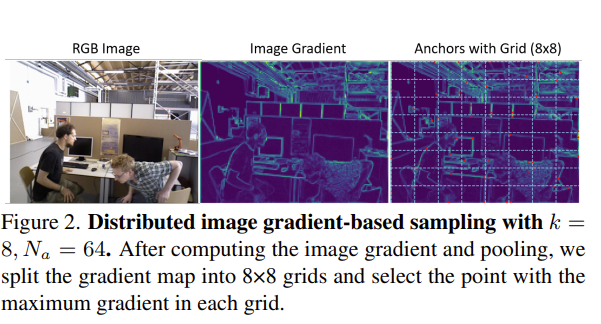 RGB Image Image Gradient Anchors with Grid (8x8)
Figure 2. Distributed image gradient-based sampling with k =
8, Nₐ = 64. After computing the image gradient and pooling, we
split the gradient map into 8×8 grids and select the point with the
maximum gradient in each grid.